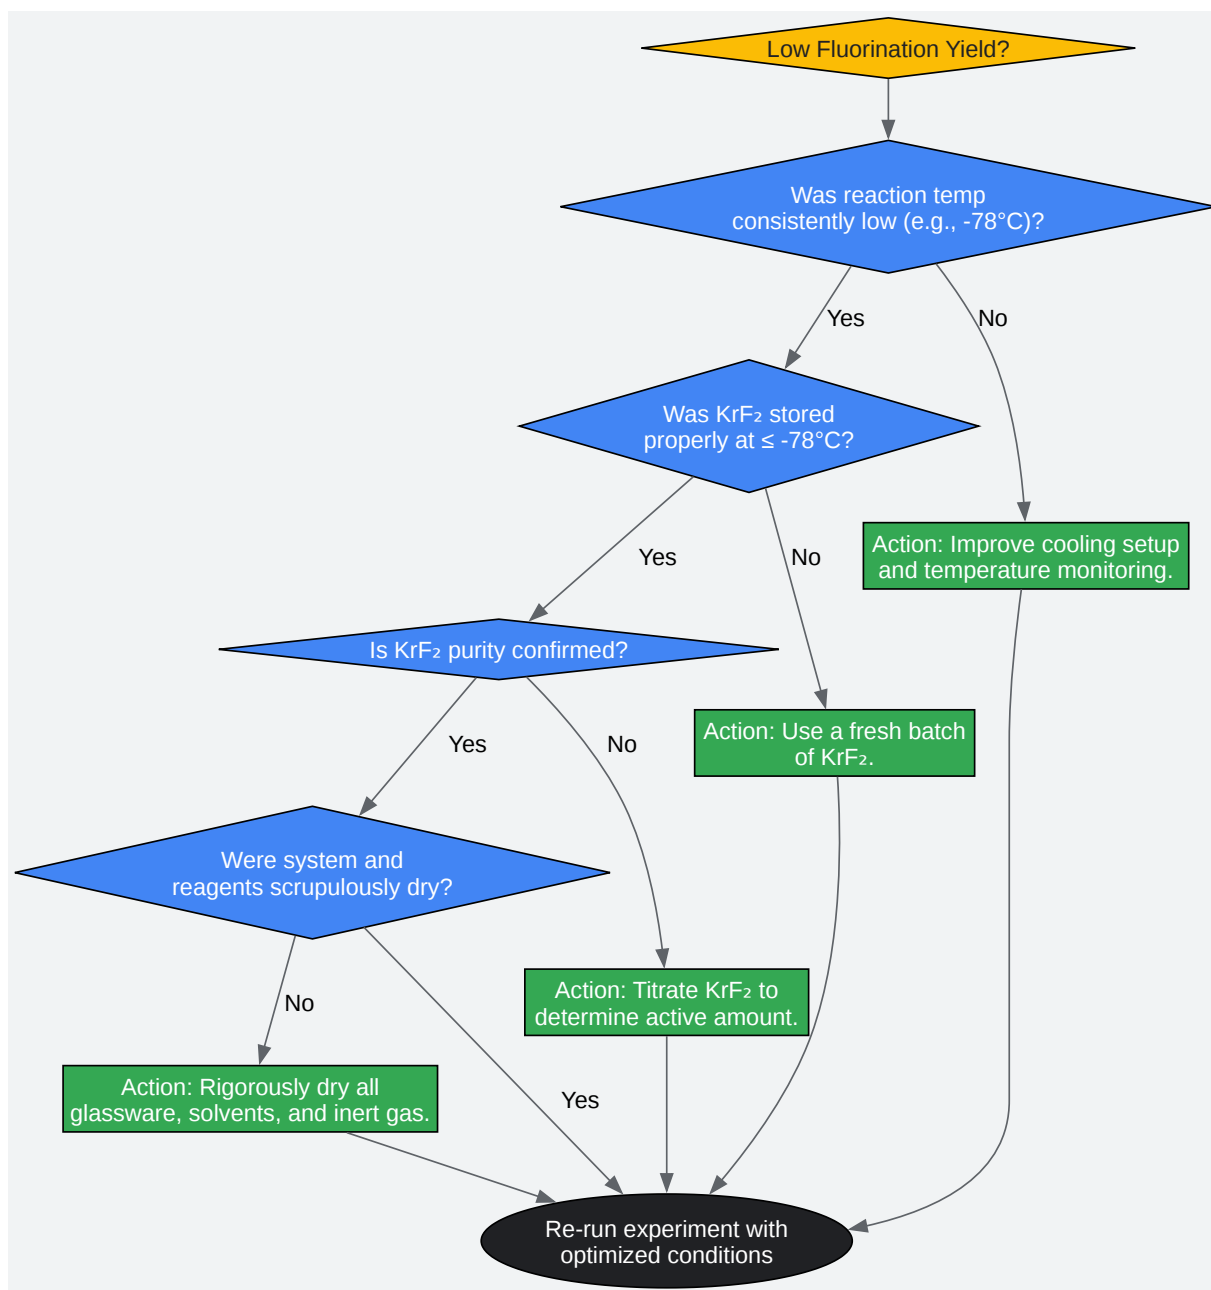 Low Fluorination Yield?
Was reaction temp
consistently low (e.g., -78°C)?
Yes
No
Was KrF₂ stored
properly at ≤ -78°C?
Yes
No
Action: Improve cooling setup
and temperature monitoring.
Is KrF₂ purity confirmed?
Yes
No
Action: Use a fresh batch
of KrF₂.
Were system and
reagents scrupulously dry?
No
Yes
Action: Titrate KrF₂ to
determine active amount.
Action: Rigorously dry all
glassware, solvents, and inert gas.
Re-run experiment with
optimized conditions